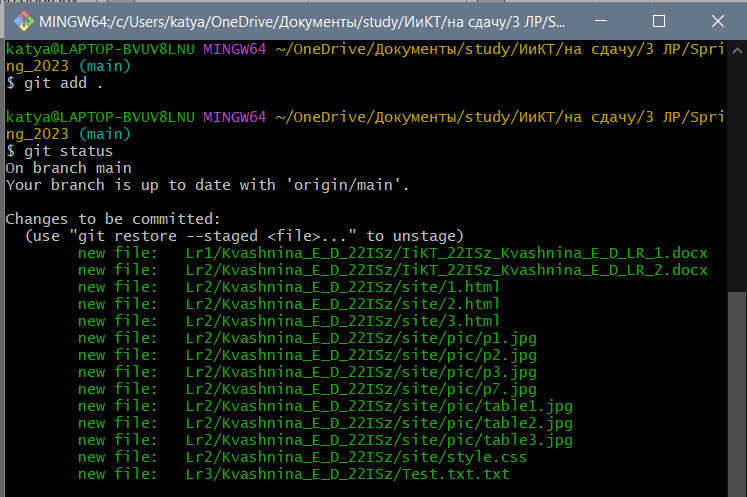 MINGW64:/c/Users/katya/OneDrive/Документы/study/ИиКТ/на сдачу/3 ЛР/S...
katya@LAPTOP-BVUV8LNU MINGW64 ~/OneDrive/Документы/study/ИиКТ/на сдачу/3 ЛР/Spri
ng_2023 (main)
$ git add .
katya@LAPTOP-BVUV8LNU MINGW64 ~/OneDrive/Документы/study/ИиКТ/на сдачу/3 ЛР/Spri
ng_2023 (main)
$ git status
On branch main
Your branch is up to date with 'origin/main'.
Changes to be committed:
  (use "git restore --staged <file>..." to unstage)
        new file:   Lr1/Kvashnina_E_D_22ISz/IiKT_22ISz_Kvashnina_E_D_LR_1.docx
        new file:   Lr2/Kvashnina_E_D_22ISz/IiKT_22ISz_Kvashnina_E_D_LR_2.docx
        new file:   Lr2/Kvashnina_E_D_22ISz/site/1.html
        new file:   Lr2/Kvashnina_E_D_22ISz/site/2.html
        new file:   Lr2/Kvashnina_E_D_22ISz/site/3.html
        new file:   Lr2/Kvashnina_E_D_22ISz/site/pic/p1.jpg
        new file:   Lr2/Kvashnina_E_D_22ISz/site/pic/p2.jpg
        new file:   Lr2/Kvashnina_E_D_22ISz/site/pic/p3.jpg
        new file:   Lr2/Kvashnina_E_D_22ISz/site/pic/p7.jpg
        new file:   Lr2/Kvashnina_E_D_22ISz/site/pic/table1.jpg
        new file:   Lr2/Kvashnina_E_D_22ISz/site/pic/table2.jpg
        new file:   Lr2/Kvashnina_E_D_22ISz/site/pic/table3.jpg
        new file:   Lr2/Kvashnina_E_D_22ISz/site/style.css
        new file:   Lr3/Kvashnina_E_D_22ISz/Test.txt.txt